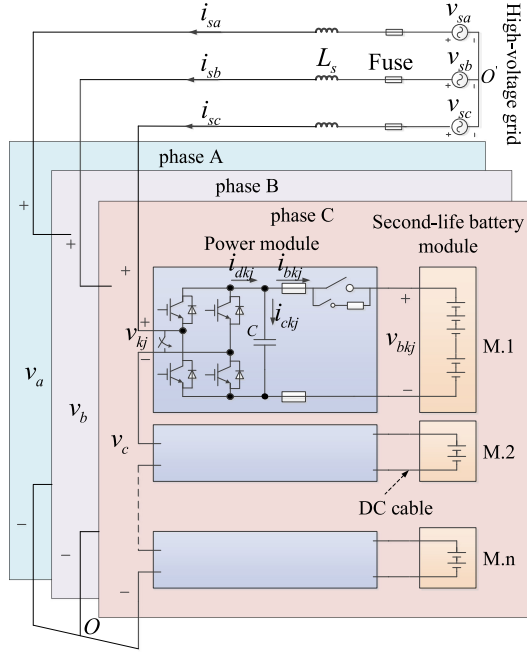 i_sa
v_sa
High-voltage grid
i_sb
L_s
Fuse
v_sb
O'
i_sc
v_sc
+ −
+ −
+ −
phase A
phase B
phase C
+
+
+
Power module
Second-life battery
module
i_dkj
i_bkj
i_ckj
C
+
v_kj
−
+
v_bkj
−
M.1
v_a
v_b
v_c
M.2
DC cable
M.n
−
−
−
O